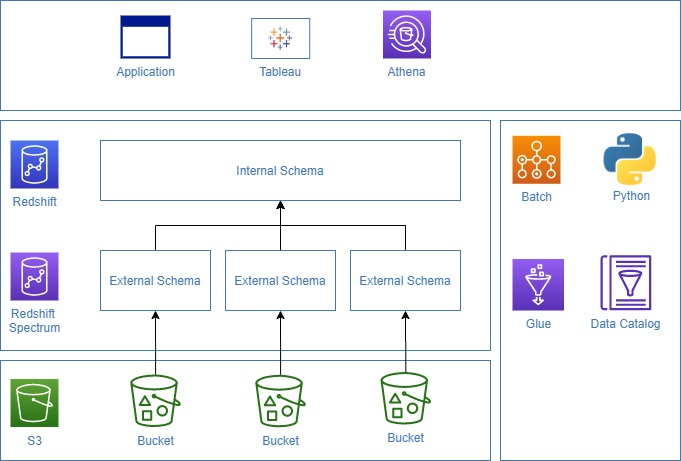 Application
Tableau
Athena
Redshift
Internal Schema
Batch
Python
Redshift
Spectrum
External Schema
External Schema
External Schema
Glue
Data Catalog
S3
Bucket
Bucket
Bucket